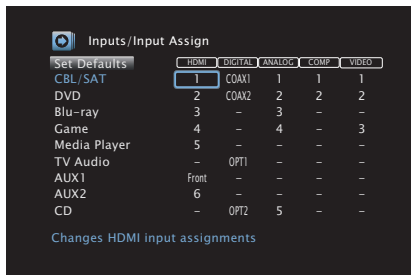 Inputs/Input Assign
Set Defaults HDMI DIGITAL ANALOG COMP VIDEO
CBL/SAT 1 COAX1 1 1 1
DVD 2 COAX2 2 2 2
Blu-ray 3 – 3 – –
Game 4 – 4 – 3
Media Player 5 – – – –
TV Audio – OPT1 – – –
AUX1 Front – – – –
AUX2 6 – – – –
CD – OPT2 5 – –
Changes HDMI input assignments